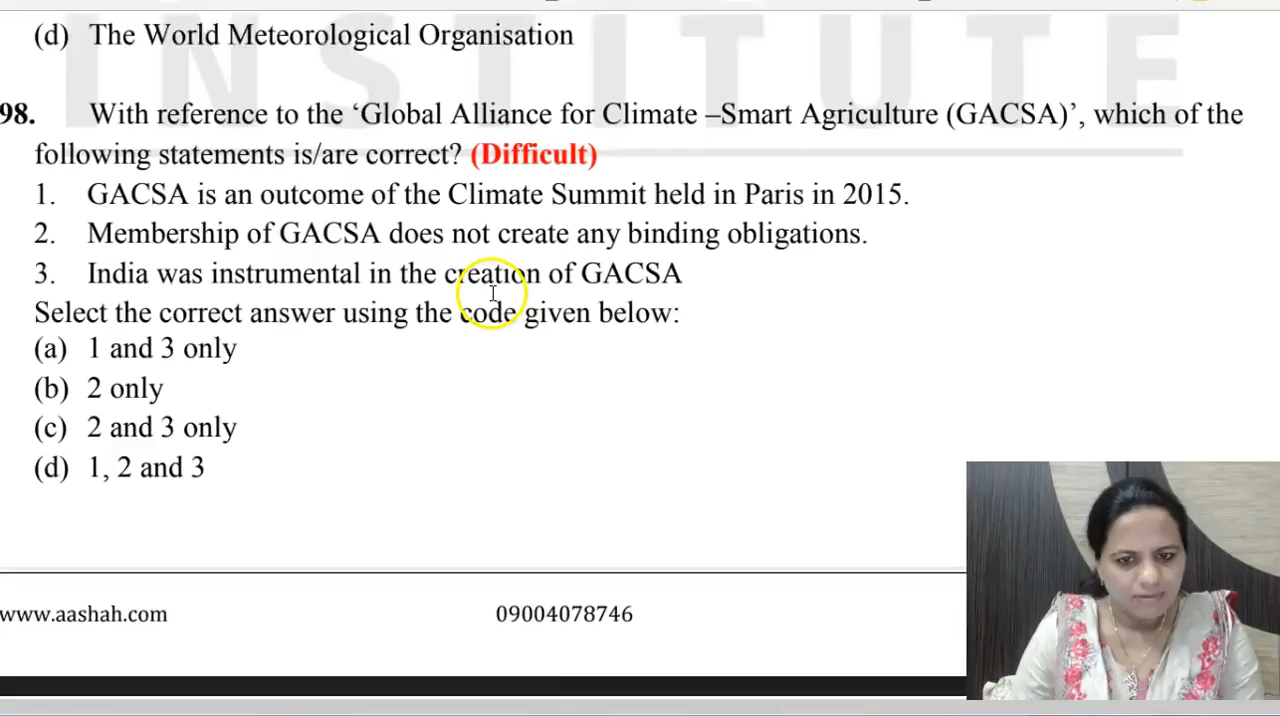 INSTITUTE
(d) The World Meteorological Organisation
98. With reference to the ‘Global Alliance for Climate –Smart Agriculture (GACSA)’, which of the
following statements is/are correct? (Difficult)
1. GACSA is an outcome of the Climate Summit held in Paris in 2015.
2. Membership of GACSA does not create any binding obligations.
3. India was instrumental in the creation of GACSA
Select the correct answer using the code given below:
(a) 1 and 3 only
(b) 2 only
(c) 2 and 3 only
(d) 1, 2 and 3
www.aashah.com 09004078746